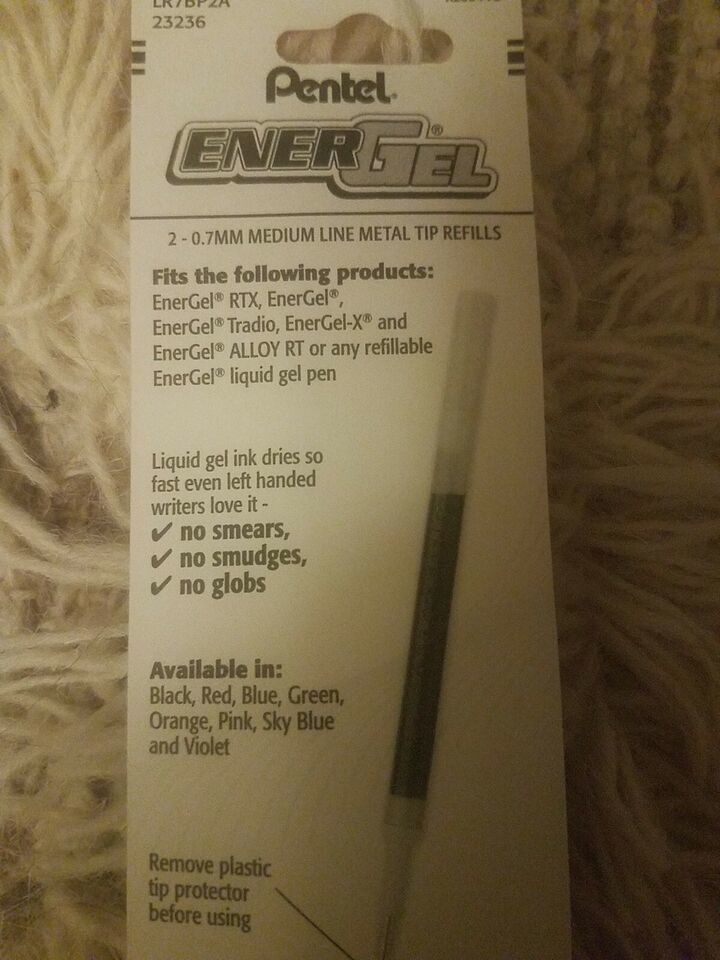 LR7BP2A
23236
Pentel®
ENERGEL®
2 - 0.7MM MEDIUM LINE METAL TIP REFILLS
Fits the following products:
EnerGel® RTX, EnerGel®,
EnerGel® Tradio, EnerGel-X® and
EnerGel® ALLOY RT or any refillable
EnerGel® liquid gel pen
Liquid gel ink dries so
fast even left handed
writers love it -
✔ no smears,
✔ no smudges,
✔ no globs
Available in:
Black, Red, Blue, Green,
Orange, Pink, Sky Blue
and Violet
Remove plastic
tip protector
before using